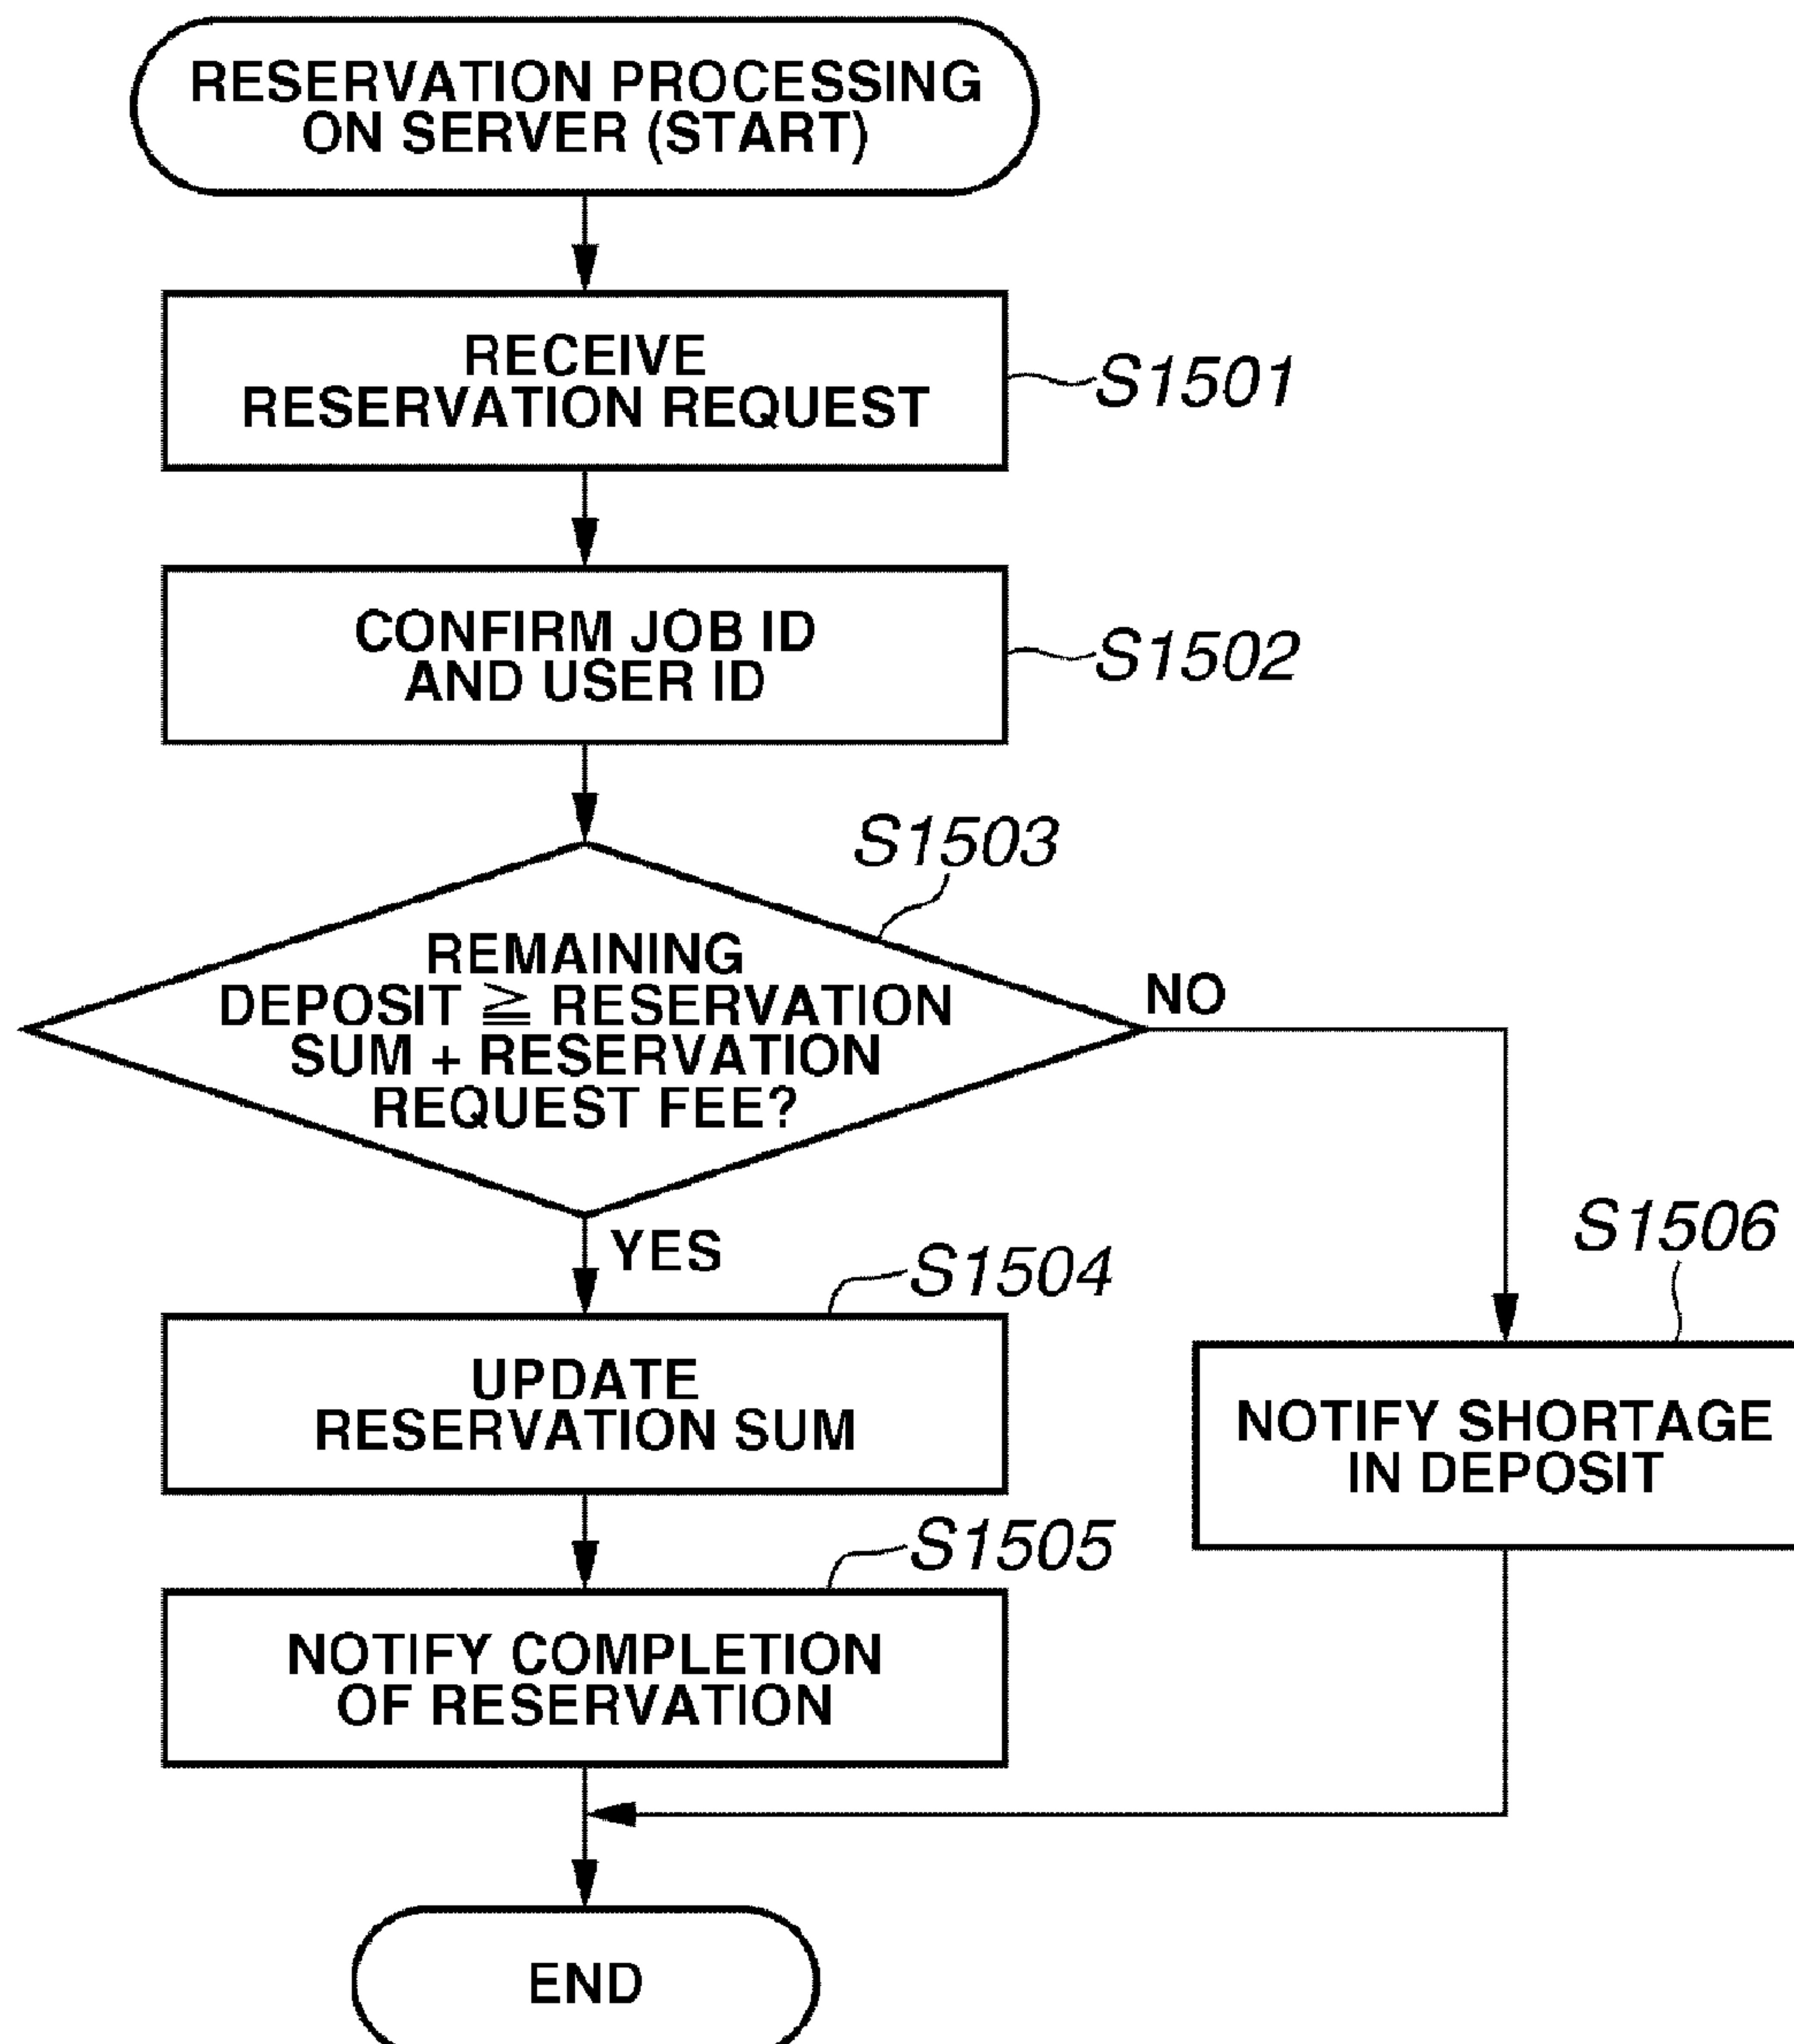 RESERVATION PROCESSING
ON SERVER (START)
RECEIVE
RESERVATION REQUEST
S1501
CONFIRM JOB ID
AND USER ID
S1502
S1503
REMAINING
DEPOSIT ≧ RESERVATION
SUM + RESERVATION
REQUEST FEE?
NO
YES
S1504
UPDATE
RESERVATION SUM
S1506
NOTIFY SHORTAGE
IN DEPOSIT
S1505
NOTIFY COMPLETION
OF RESERVATION
END